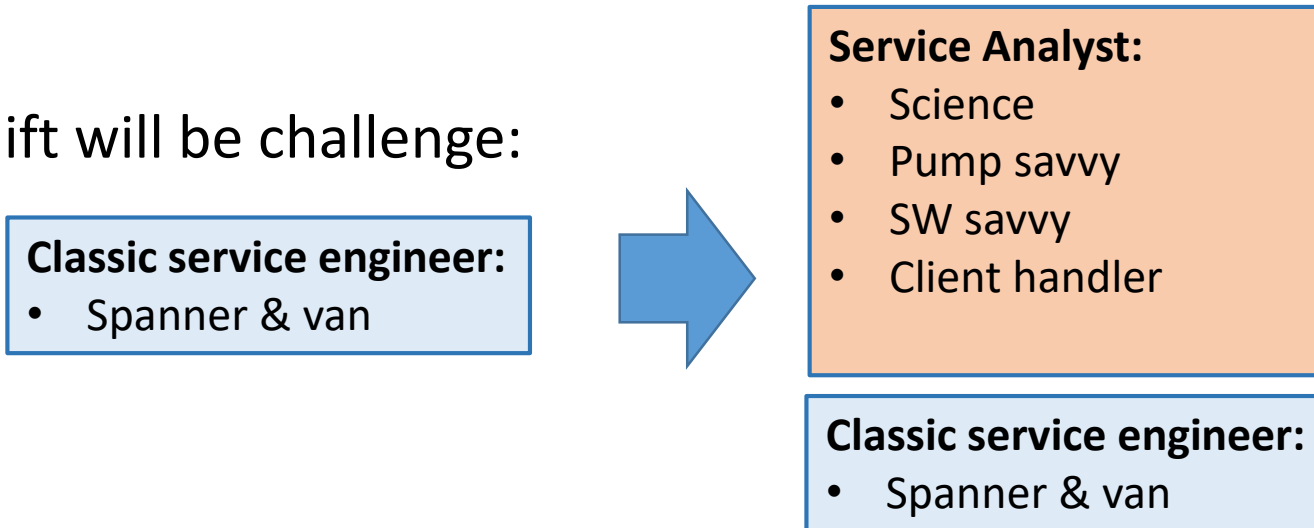 ift will be challenge:
Classic service engineer:
• Spanner & van
Service Analyst:
• Science
• Pump savvy
• SW savvy
• Client handler
Classic service engineer:
• Spanner & van